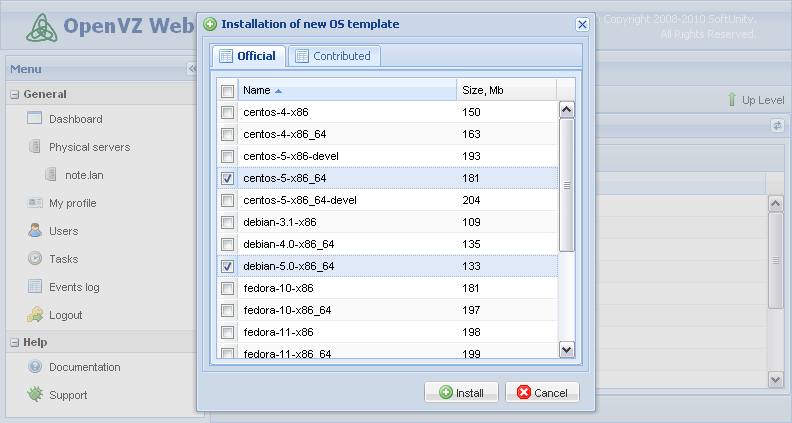 OpenVZ Web
) Copyright 2008-2010 SoftUnity.
All Rights Reserved.
Menu
General
Dashboard
Physical servers
note.lan
My profile
Users
Tasks
Events log
Logout
Help
Documentation
Support
Up Level
Installation of new OS template
Official Contributed
Name Size, Mb
centos-4-x86 150
centos-4-x86_64 163
centos-5-x86-devel 193
centos-5-x86_64 181
centos-5-x86_64-devel 204
debian-3.1-x86 109
debian-4.0-x86_64 135
debian-5.0-x86_64 133
fedora-10-x86 181
fedora-10-x86_64 197
fedora-11-x86 198
fedora-11-x86_64 199
Install Cancel